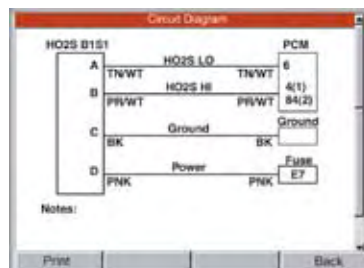 Circuit Diagram
HO2S B1S1
PCM
A
HO2S LO
6
TN/WT
TN/WT
B
HO2S HI
4(1)
PR/WT
PR/WT
84(2)
C
Ground
Ground
BK
BK
D
Power
Fuse
E7
PNK
PNK
Notes:
Print
Back